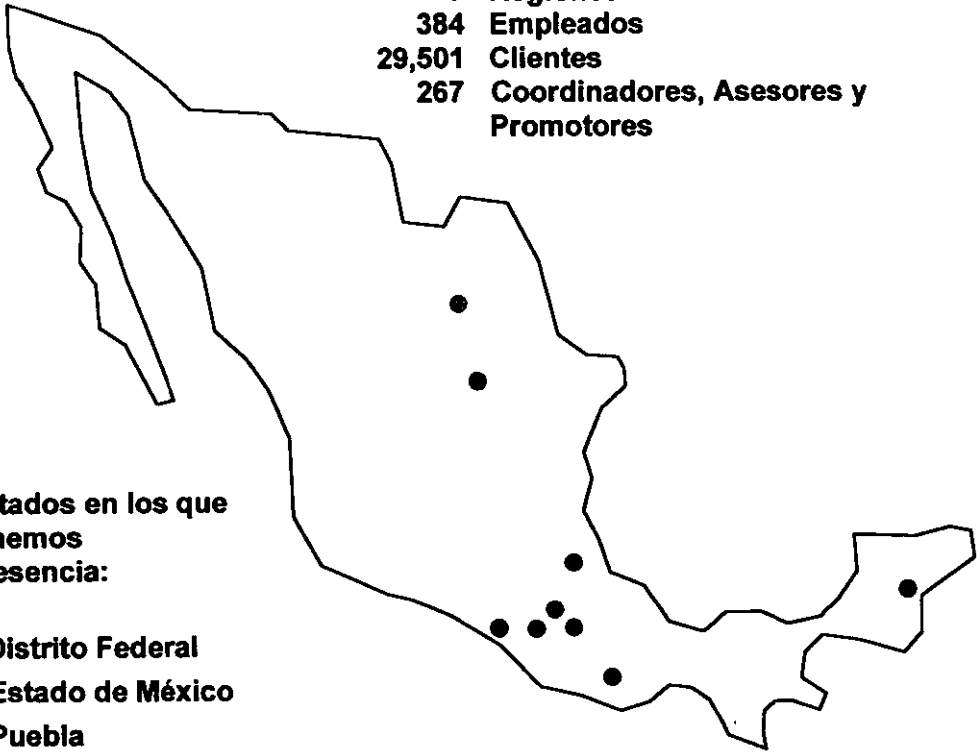 384 Empleados
29,501 Clientes
267 Coordinadores, Asesores y
Promotores
tados en los que
emos
esencia:
Distrito Federal
Estado de México
Puebla